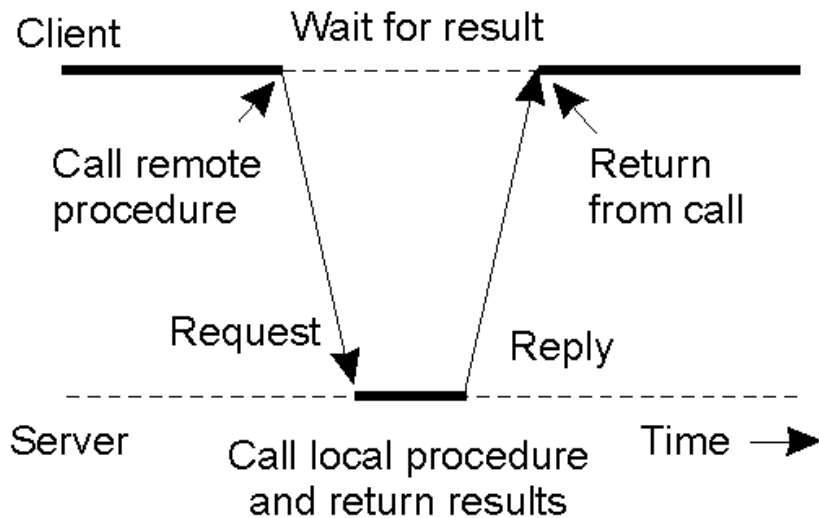 Client
Wait for result
Call remote
procedure
Return
from call
Request
Reply
Server
Call local procedure
and return results
Time